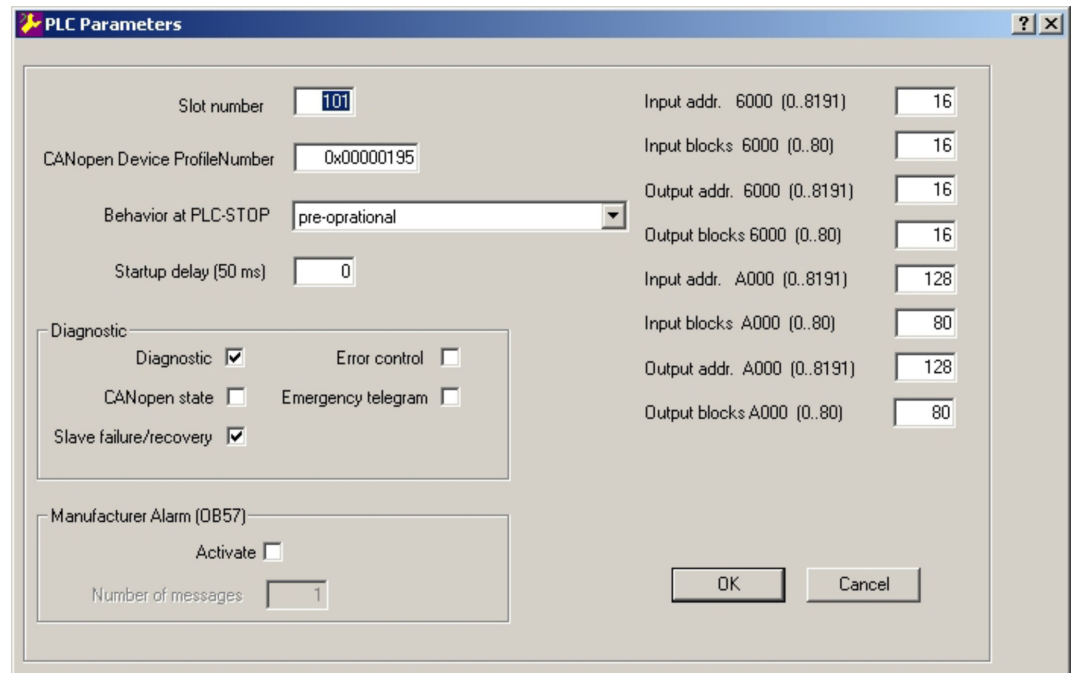 PLC Parameters
Slot number 101
CANopen Device ProfileNumber 0x00000195
Behavior at PLC-STOP pre-oprational
Startup delay (50 ms) 0
Diagnostic
Diagnostic Error control
CANopen state Emergency telegram
Slave failure/recovery
Manufacturer Alarm (OB57)
Activate
Number of messages 1
Input addr. 6000 (0..8191) 16
Input blocks 6000 (0..80) 16
Output addr. 6000 (0..8191) 16
Output blocks 6000 (0..80) 16
Input addr. A000 (0..8191) 128
Input blocks A000 (0..80) 80
Output addr. A000 (0..8191) 128
Output blocks A000 (0..80) 80
OK Cancel